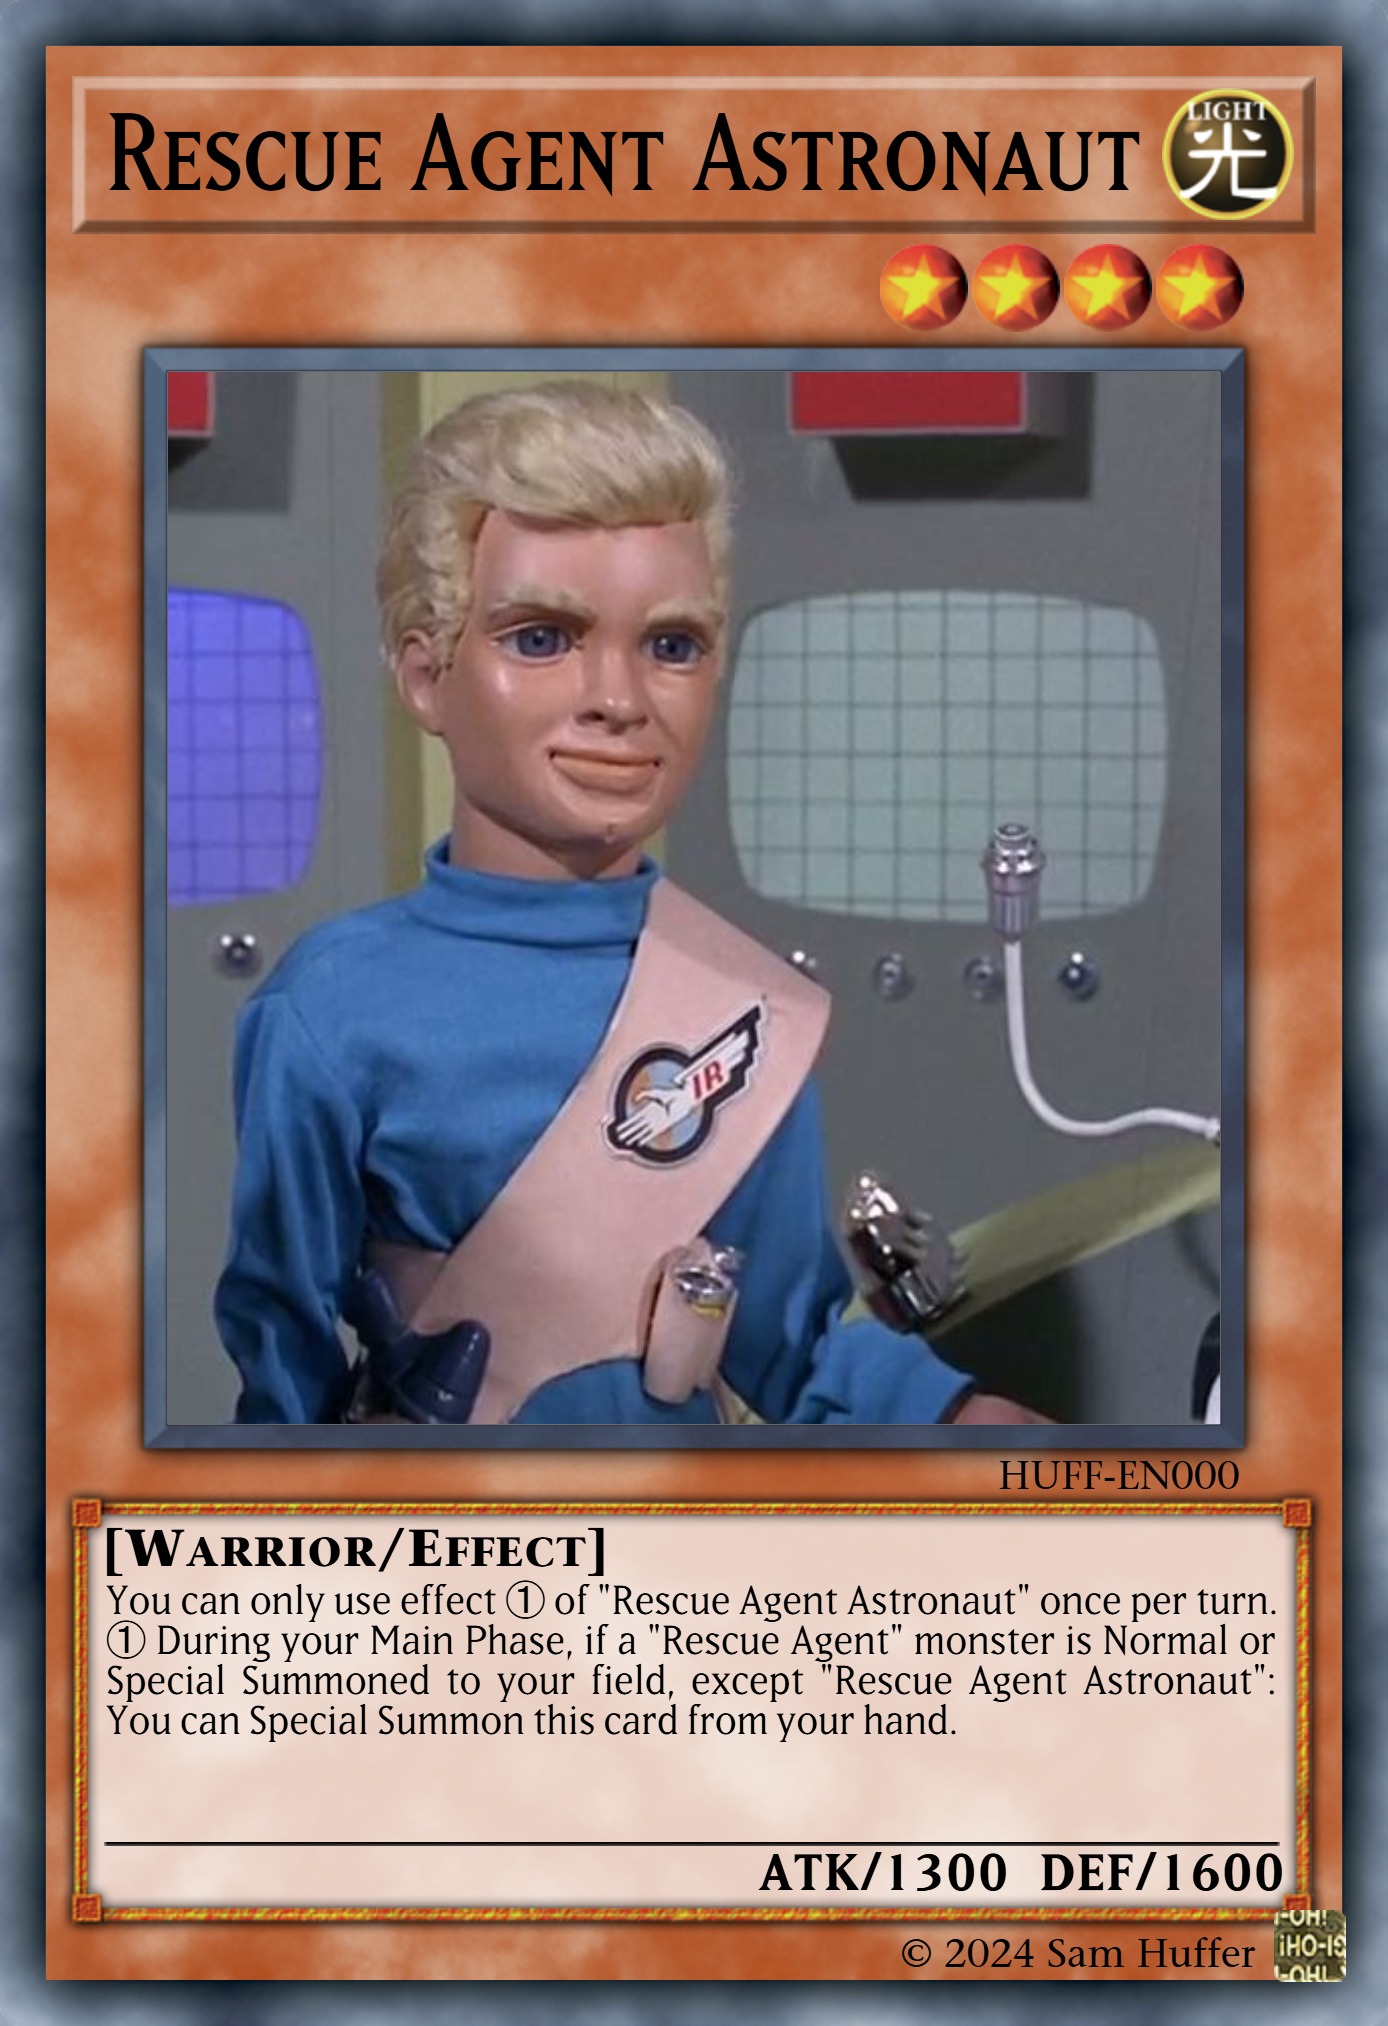 Rescue Agent Astronaut
LIGHT
光
IR
HUFF-EN000
[Warrior/Effect]
You can only use effect ① of "Rescue Agent Astronaut" once per turn.
① During your Main Phase, if a "Rescue Agent" monster is Normal or
Special Summoned to your field, except "Rescue Agent Astronaut":
You can Special Summon this card from your hand.
ATK/1300 DEF/1600
© 2024 Sam Huffer